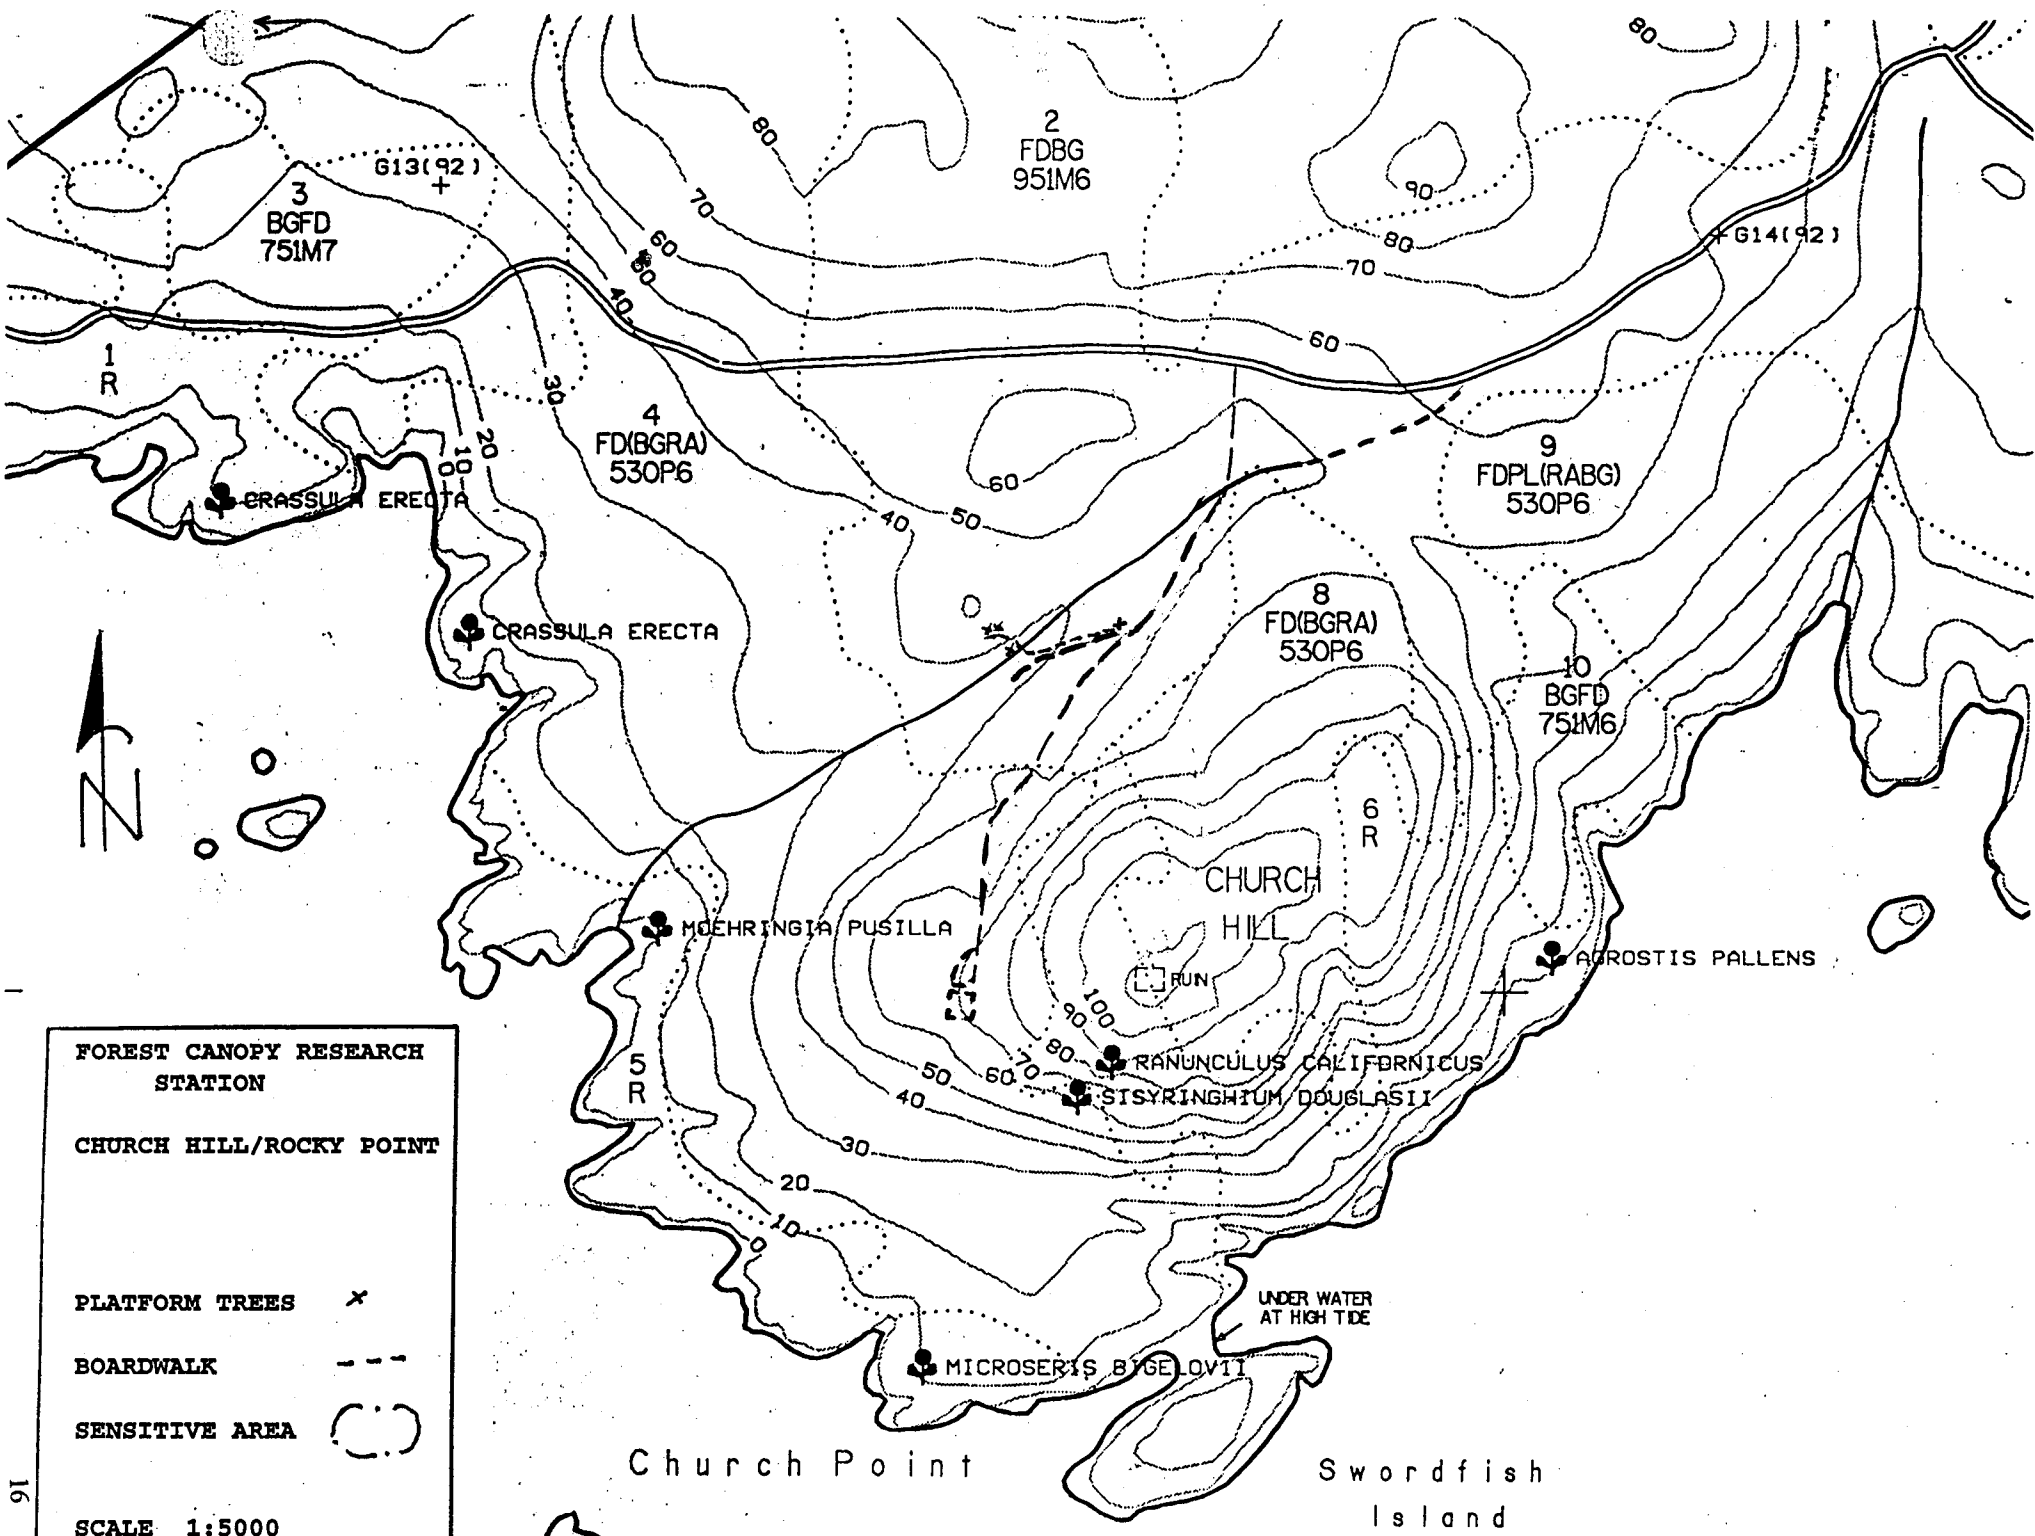 80
80
2
FDBG
951M6
G13(92)
3
BGFD
751M7
70
90
80
G14(92)
60
50
70
40
60
1
R
30
4
FD(BGRA)
530P6
20
10
0
9
FDPL(RABG)
530P6
60
50
40
CRASSULA ERECTA
CRASSULA ERECTA
8
FD(BGRA)
530P6
10
BGFD
751M6
N
6
R
CHURCH
HILL
MOEHRINGIA PUSILLA
AGROSTIS PALLENS
RUIN
100
90
80
70
60
50
40
RANUNCULUS CALIFORNICUS
SISYRINGHIUM DOUGLASII
5
R
30
20
10
0
UNDER WATER
AT HIGH TIDE
MICROSERIS BIGELOVII
Church Point
Swordfish
Island
FOREST CANOPY RESEARCH
STATION
CHURCH HILL/ROCKY POINT
PLATFORM TREES
BOARDWALK
SENSITIVE AREA
SCALE 1:5000
16